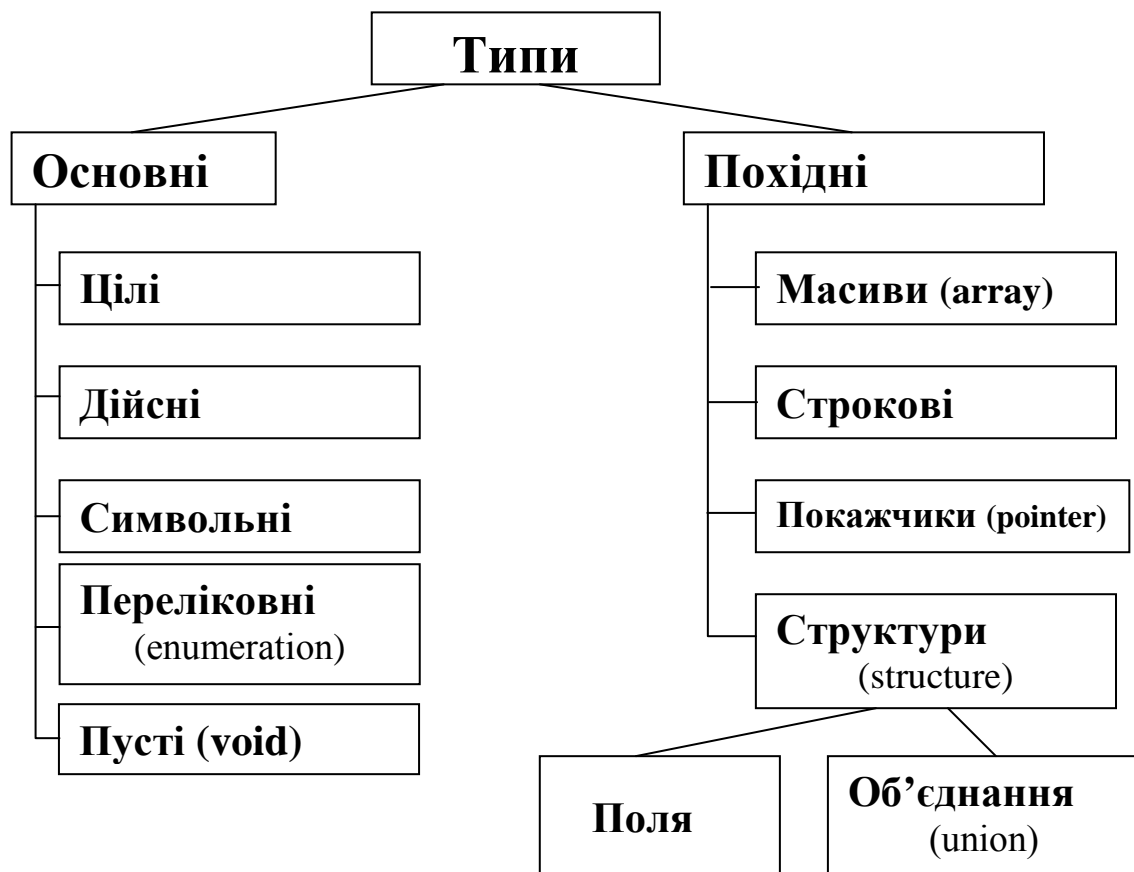 Типи
Основні
Цілі
Дійсні
Символьні
Переліковні
(enumeration)
Пусті (void)
Похідні
Масиви (array)
Строкові
Покажчики (pointer)
Структури
(structure)
Поля
Об’єднання
(union)